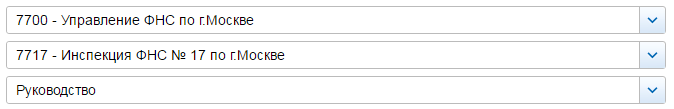 7700 - Управление ФНС по г.Москве
7717 - Инспекция ФНС № 17 по г.Москве
Руководство